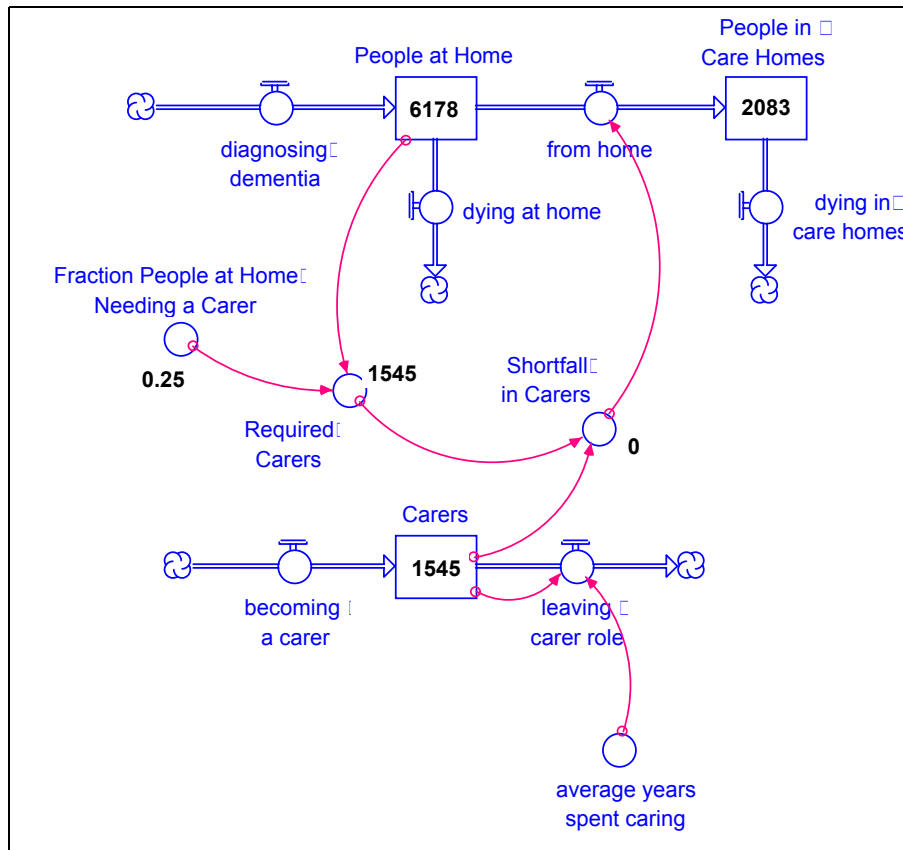 People at Home
People in
Care Homes
6178
2083
diagnosing
dementia
from home
dying at home
dying in
care homes
Fraction People at Home
Needing a Carer
0.25
1545
Required
Carers
Shortfall
in Carers
0
Carers
1545
becoming
a carer
leaving
carer role
average years
spent caring